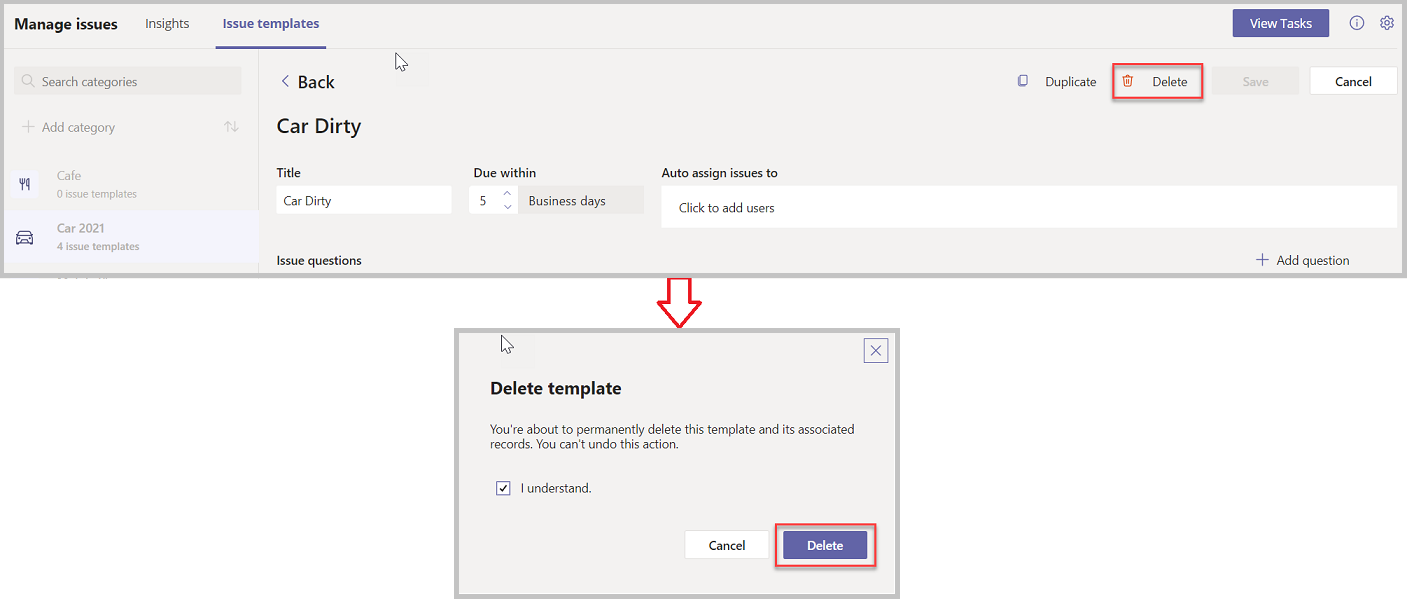 Manage issues Insights Issue templates View Tasks
Search categories
Back Duplicate Delete Save Cancel
Add category
Car Dirty
Cafe
0 issue templates
Title Due within Auto assign issues to
Car Dirty 5 Business days Click to add users
Car 2021
4 issue templates
Issue questions Add question
Delete template
You're about to permanently delete this template and its associated
records. You can't undo this action.
I understand.
Cancel Delete